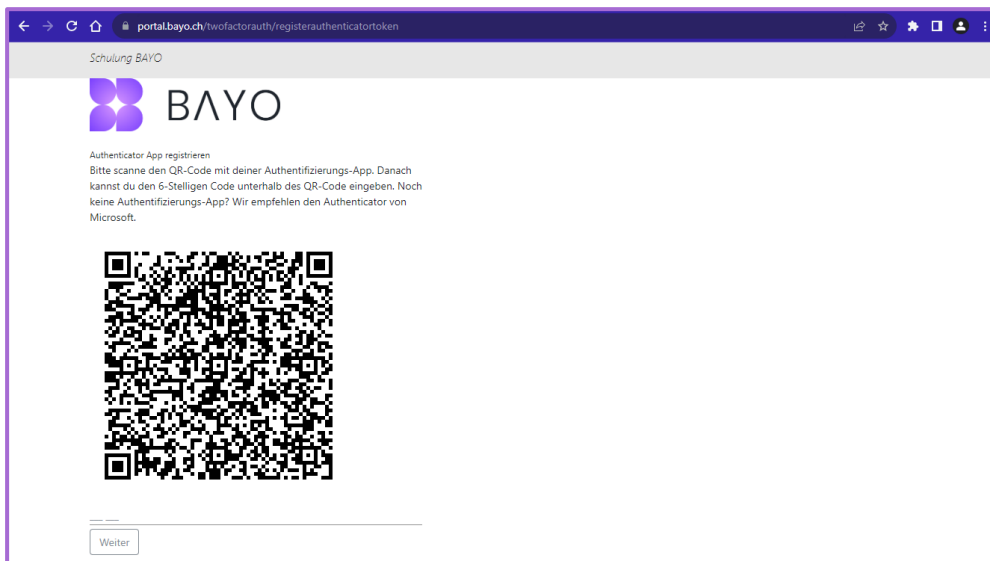 portal.bayo.ch/twofactorauth/registerauthenticatortoken
Schulung BAYO
BAYO
Authenticator App registrieren
Bitte scanne den QR-Code mit deiner Authentifizierungs-App. Danach
kannst du den 6-Stelligen Code unterhalb des QR-Code eingeben. Noch
keine Authentifizierungs-App? Wir empfehlen den Authenticator von
Microsoft.
Weiter